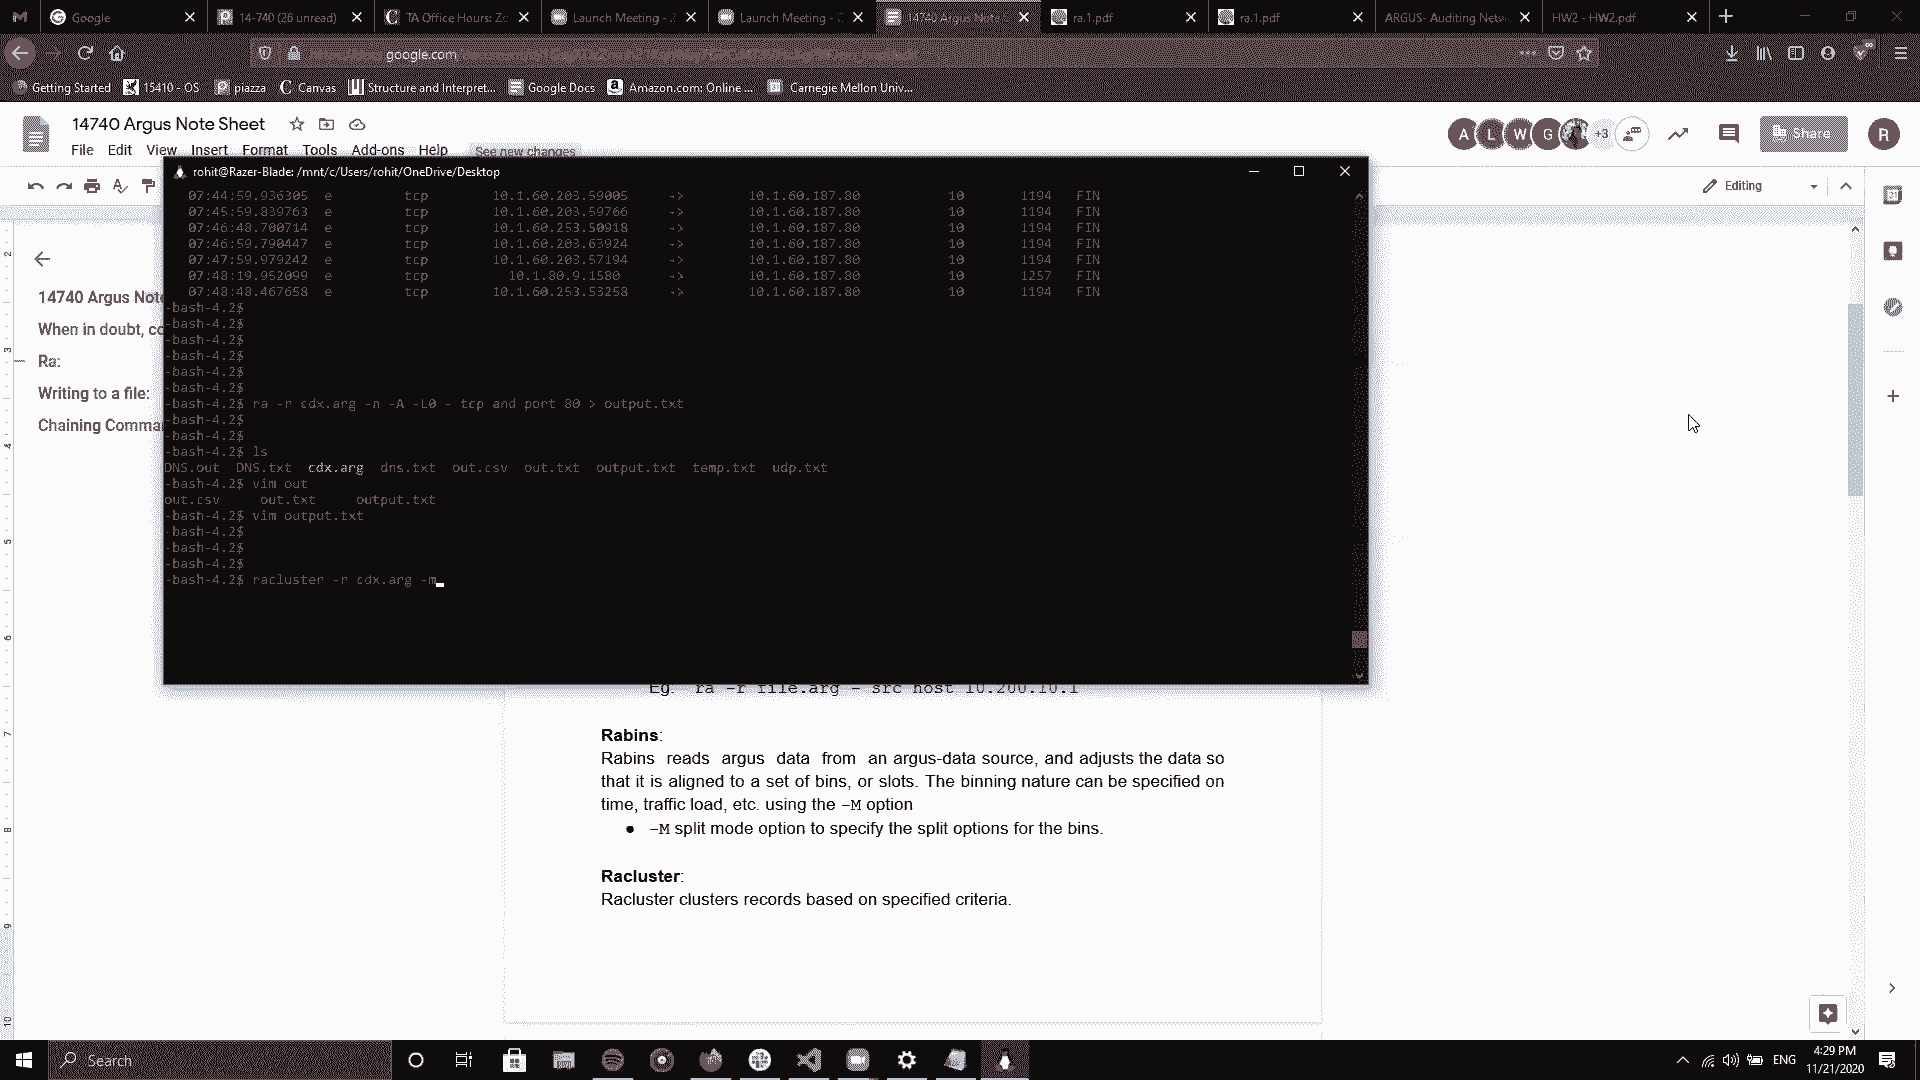 Google
14-740 (26 unread)
TA Office Hours: Zo
Launch Meeting - Z
Launch Meeting - Z
14740 Argus Note S
ra.1.pdf
ra.1.pdf
ARGUS- Auditing Netw
HW2 - HW2.pdf
google.com
Getting Started
15410 - OS
piazza
Canvas
Structure and Interpret...
Google Docs
Amazon.com: Online ...
Carnegie Mellon Univ...
14740 Argus Note Sheet
File Edit View Insert Format Tools Add-ons Help See new changes
A L W G +3
Share
R
Editing
14740 Argus Note
When in doubt, co
Ra:
Writing to a file:
Chaining Comma
rohit@Razer-Blade: /mnt/c/Users/rohit/OneDrive/Desktop
07:44:59.936305 e tcp 10.1.60.203.59005 -> 10.1.60.187.80 10 1194 FIN
07:45:59.839763 e tcp 10.1.60.203.59766 -> 10.1.60.187.80 10 1194 FIN
07:46:48.700714 e tcp 10.1.60.253.50918 -> 10.1.60.187.80 10 1194 FIN
07:46:59.790447 e tcp 10.1.60.203.63924 -> 10.1.60.187.80 10 1194 FIN
07:47:59.979242 e tcp 10.1.60.203.57194 -> 10.1.60.187.80 10 1194 FIN
07:48:19.952099 e tcp 10.1.80.9.1580 -> 10.1.60.187.80 10 1257 FIN
07:48:48.467658 e tcp 10.1.60.253.53258 -> 10.1.60.187.80 10 1194 FIN
-bash-4.2$
-bash-4.2$
-bash-4.2$
-bash-4.2$
-bash-4.2$
-bash-4.2$
-bash-4.2$ ra -r cdx.arg -n -A -L0 - tcp and port 80 > output.txt
-bash-4.2$
-bash-4.2$
-bash-4.2$ ls
DNS.out DNS.txt cdx.arg dns.txt out.csv out.txt output.txt temp.txt udp.txt
-bash-4.2$ vim out
out.csv out.txt output.txt
-bash-4.2$ vim output.txt
-bash-4.2$
-bash-4.2$
-bash-4.2$
-bash-4.2$ racluster -r cdx.arg -m
Eg: ra -r file.arg - src host 10.200.10.1
Rabins:
Rabins reads argus data from an argus-data source, and adjusts the data so
that it is aligned to a set of bins, or slots. The binning nature can be specified on
time, traffic load, etc. using the -M option
● -M split mode option to specify the split options for the bins.
Racluster:
Racluster clusters records based on specified criteria.
Search
ENG
4:29 PM
11/21/2020